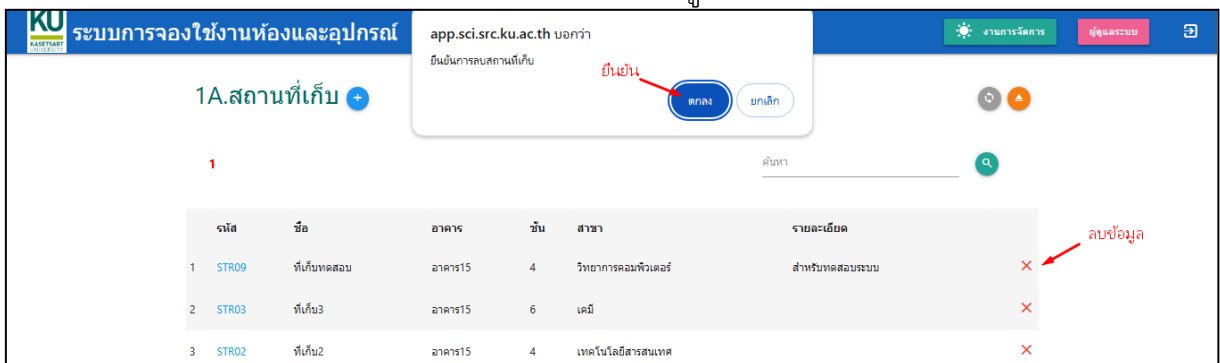 KU
KASETSART
UNIVERSITY
ระบบการจองใช้งานห้องและอุปกรณ์
app.sci.src.ku.ac.th บอกว่า
ยืนยันการลบสถานที่เก็บ
ยืนยัน
ตกลง ยกเลิก
งานการจัดการ ผู้ดูแลระบบ
1A.สถานที่เก็บ
1
ค้นหา
รหัส ชื่อ อาคาร ชั้น สาขา รายละเอียด
ลบข้อมูล
1 STR09 ที่เก็บทดสอบ อาคาร15 4 วิทยาการคอมพิวเตอร์ สำหรับทดสอบระบบ
2 STR03 ที่เก็บ3 อาคาร15 6 เคมี
3 STR02 ที่เก็บ2 อาคาร15 4 เทคโนโลยีสารสนเทศ